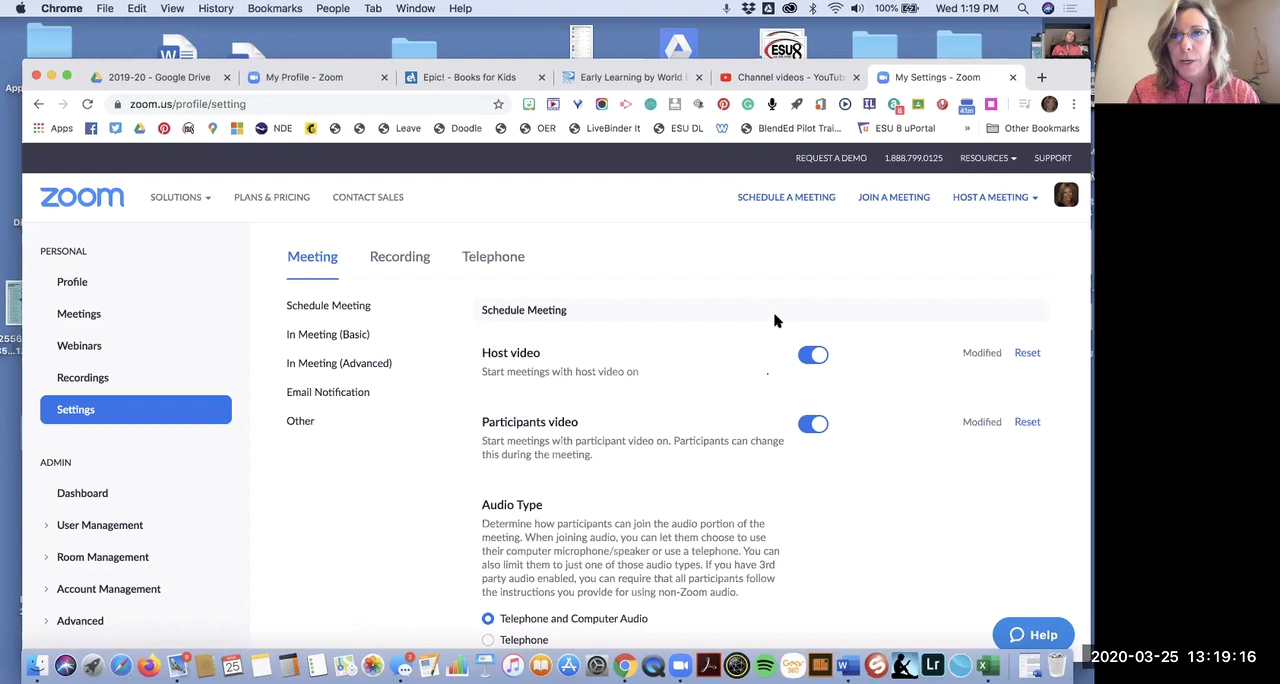 Chrome File Edit View History Bookmarks People Tab Window Help 100% Wed 1:19 PM
W ESU8
App
2019-20 - Google Drive My Profile - Zoom Epic! - Books for Kids Early Learning by World My Settings - Zoom
Channel videos - YouTub
zoom.us/profile/setting
Apps NDE Leave Doodle OER LiveBinder It ESU DL BlendEd Pilot Trai... ESU 8 uPortal » Other Bookmarks
REQUEST A DEMO 1.888.799.0125 RESOURCES SUPPORT
zoom SOLUTIONS PLANS & PRICING CONTACT SALES SCHEDULE A MEETING JOIN A MEETING HOST A MEETING
PERSONAL
Profile
Meetings
Webinars
Recordings
Settings
ADMIN
Dashboard
User Management
Room Management
Account Management
Advanced
Meeting Recording Telephone
Schedule Meeting
In Meeting (Basic)
In Meeting (Advanced)
Email Notification
Other
Schedule Meeting
Host video Modified Reset
Start meetings with host video on
Participants video Modified Reset
Start meetings with participant video on. Participants can change
this during the meeting.
Audio Type
Determine how participants can join the audio portion of the
meeting. When joining audio, you can let them choose to use
their computer microphone/speaker or use a telephone. You can
also limit them to just one of those audio types. If you have 3rd
party audio enabled, you can require that all participants follow
the instructions you provide for using non-Zoom audio.
Telephone and Computer Audio
Telephone
Help
2020-03-25 13:19:16